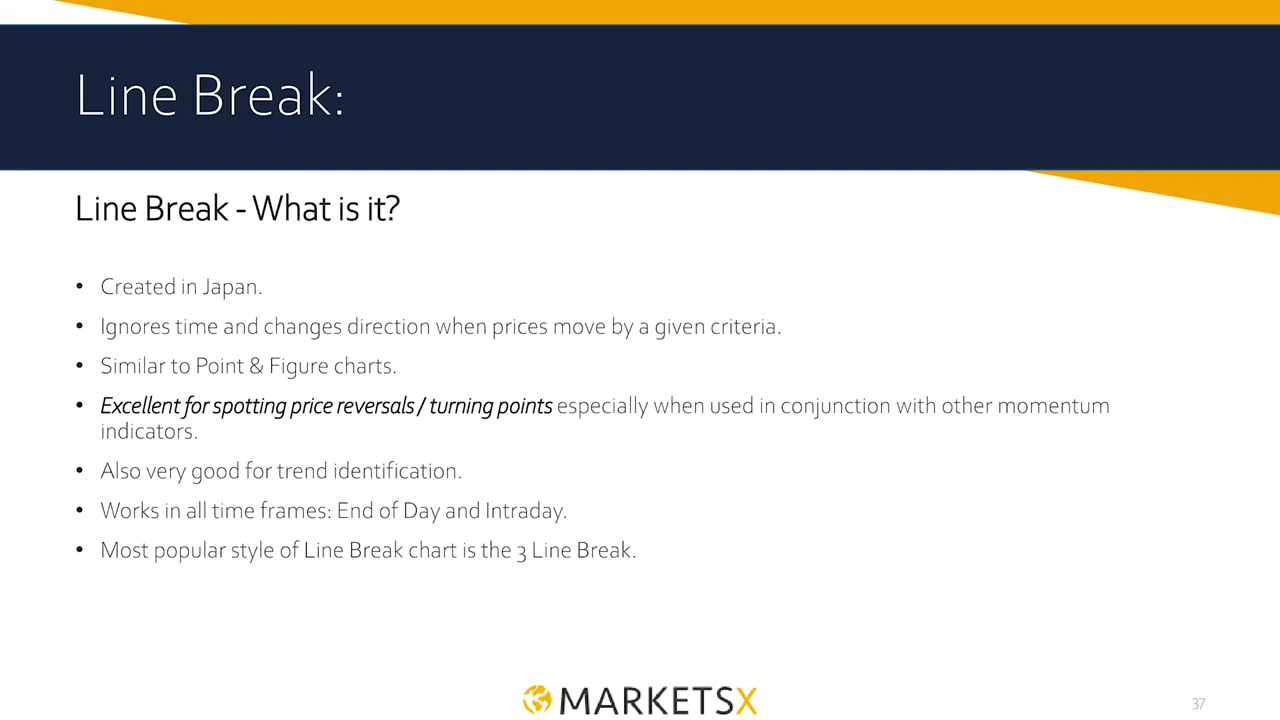 Line Break:
Line Break - What is it?
• Created in Japan.
• Ignores time and changes direction when prices move by a given criteria.
• Similar to Point & Figure charts.
• Excellent for spotting price reversals / turning points especially when used in conjunction with other momentum
indicators.
• Also very good for trend identification.
• Works in all time frames: End of Day and Intraday.
• Most popular style of Line Break chart is the 3 Line Break.
MARKETSX
37